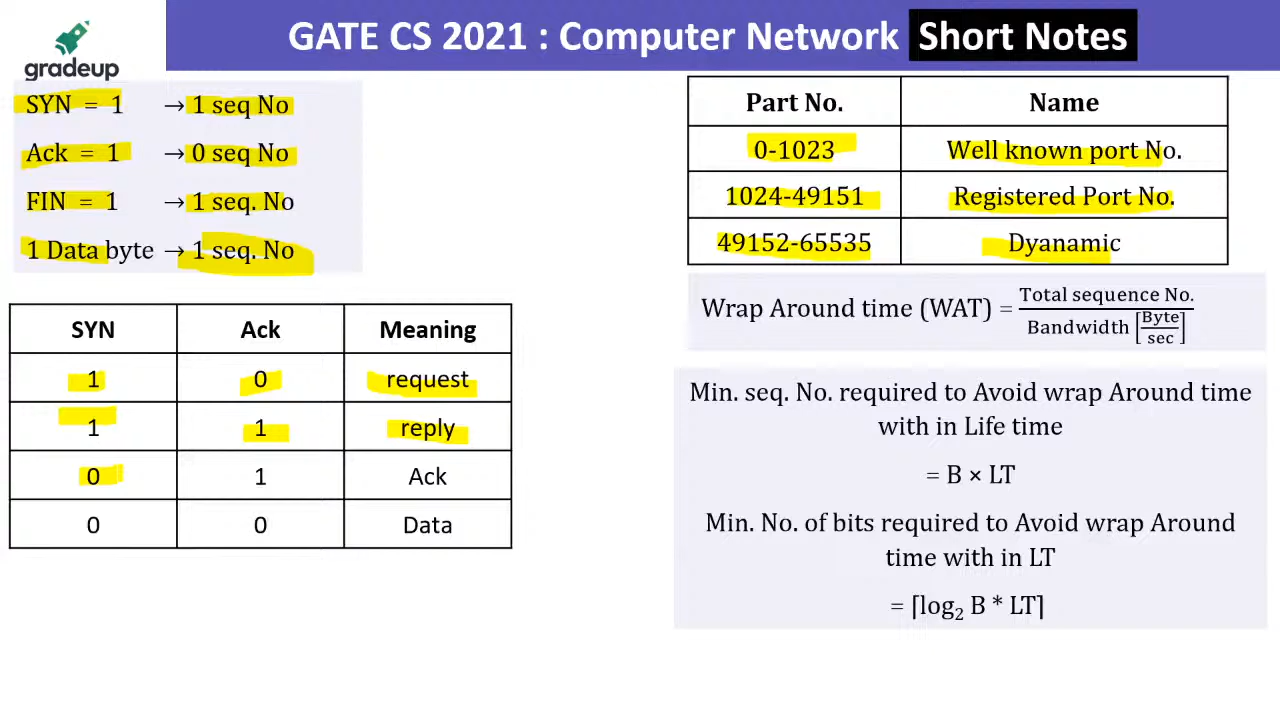 GATE CS 2021 : Computer Network Short Notes
gradeup
SYN = 1 → 1 seq No
Ack = 1 → 0 seq No
FIN = 1 → 1 seq. No
1 Data byte → 1 seq. No
SYN Ack Meaning
1 0 request
1 1 reply
0 1 Ack
0 0 Data
Part No. Name
0-1023 Well known port No.
1024-49151 Registered Port No.
49152-65535 Dyanamic
Wrap Around time (WAT) = Total sequence No. / Bandwidth [Byte/sec]
Min. seq. No. required to Avoid wrap Around time
with in Life time
= B × LT
Min. No. of bits required to Avoid wrap Around
time with in LT
= ⌈log₂ B * LT⌉